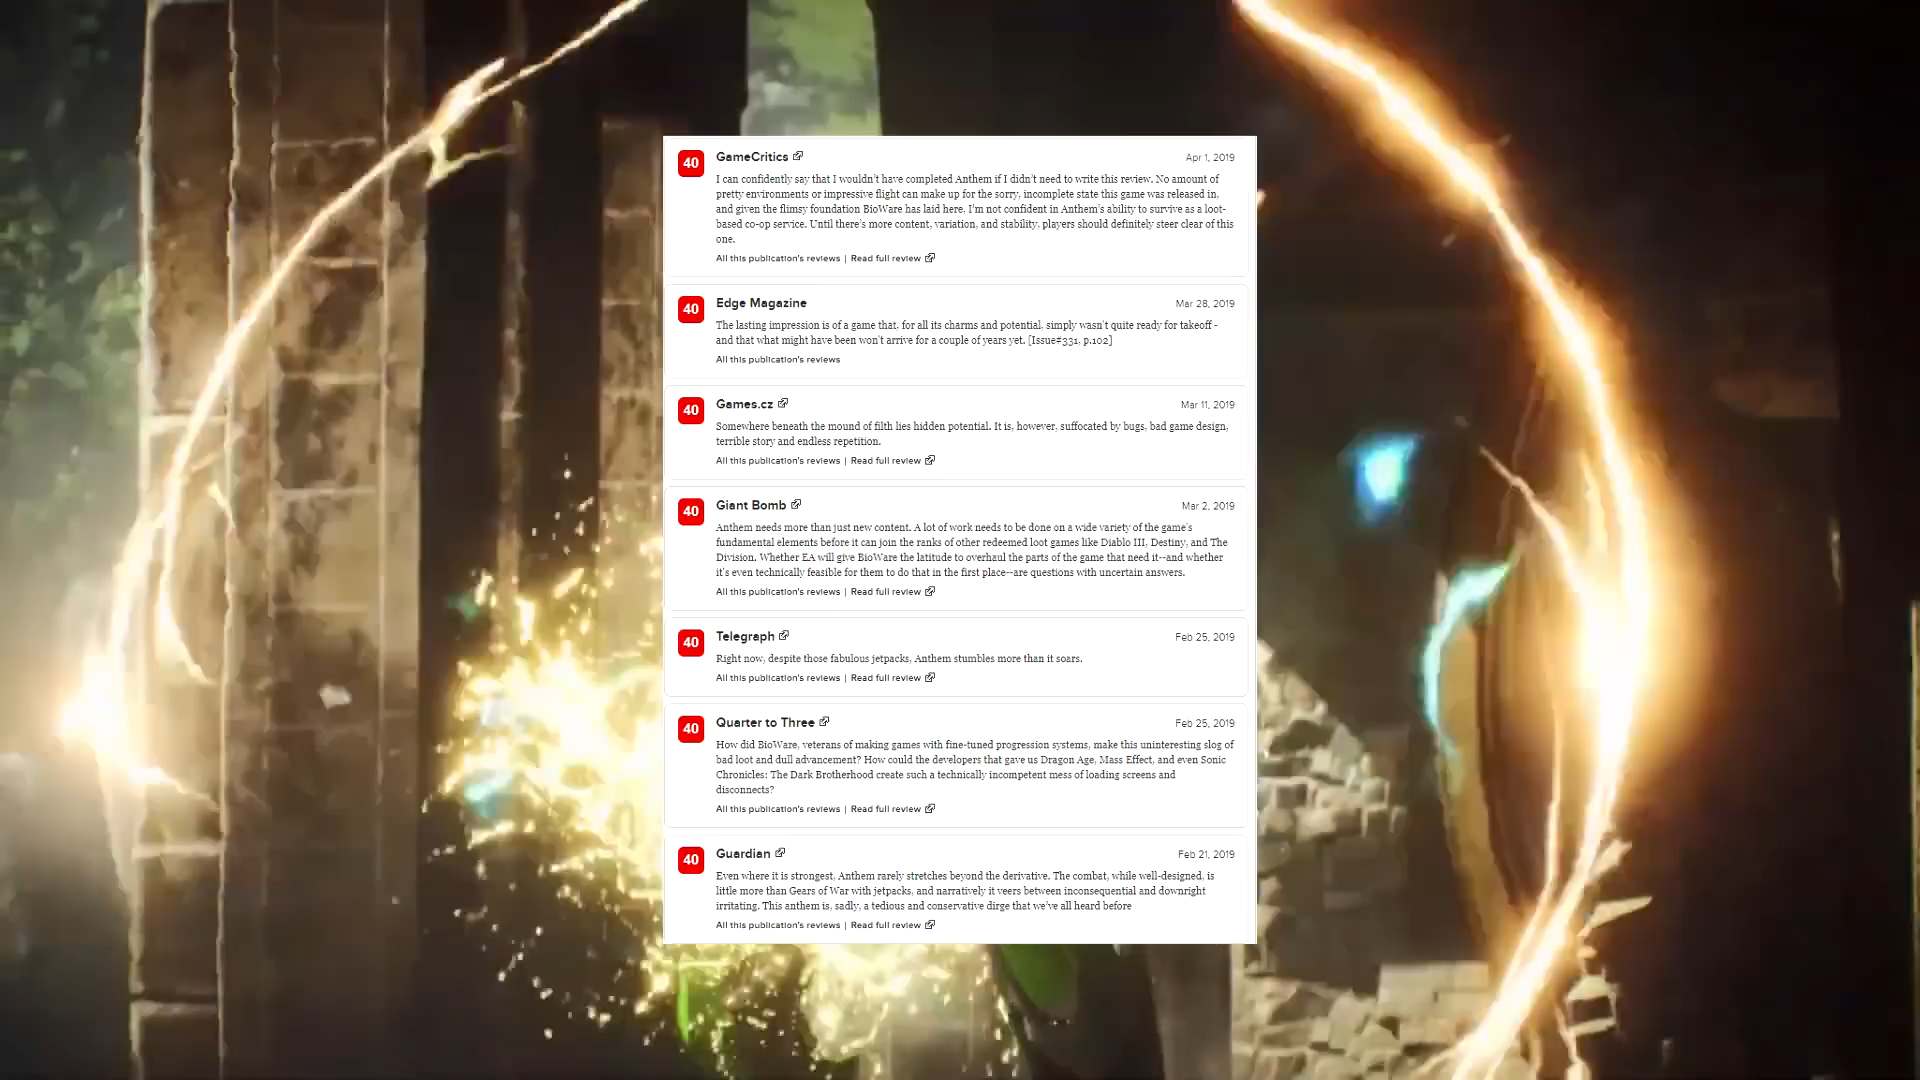 40 GameCritics Apr 1, 2019
I can confidently say that I wouldn't have completed Anthem if I didn't need to write this review. No amount of
pretty environments or impressive flight can make up for the sorry, incomplete state this game was released in,
and given the flimsy foundation BioWare has laid here, I'm not confident in Anthem's ability to survive as a loot-
based co-op service. Until there's more content, variation, and stability, players should definitely steer clear of this
one.
All this publication's reviews | Read full review
40 Edge Magazine Mar 28, 2019
The lasting impression is of a game that, for all its charms and potential, simply wasn't quite ready for takeoff -
and that what might have been won't arrive for a couple of years yet. [Issue#331, p.102]
All this publication's reviews
40 Games.cz Mar 11, 2019
Somewhere beneath the mound of filth lies hidden potential. It is, however, suffocated by bugs, bad game design,
terrible story and endless repetition.
All this publication's reviews | Read full review
40 Giant Bomb Mar 2, 2019
Anthem needs more than just new content. A lot of work needs to be done on a wide variety of the game's
fundamental elements before it can join the ranks of other redeemed loot games like Diablo III, Destiny, and The
Division. Whether EA will give BioWare the latitude to overhaul the parts of the game that need it--and whether
it's even technically feasible for them to do that in the first place--are questions with uncertain answers.
All this publication's reviews | Read full review
40 Telegraph Feb 25, 2019
Right now, despite those fabulous jetpacks, Anthem stumbles more than it soars.
All this publication's reviews | Read full review
40 Quarter to Three Feb 25, 2019
How did BioWare, veterans of making games with fine-tuned progression systems, make this uninteresting slog of
bad loot and dull advancement? How could the developers that gave us Dragon Age, Mass Effect, and even Sonic
Chronicles: The Dark Brotherhood create such a technically incompetent mess of loading screens and
disconnects?
All this publication's reviews | Read full review
40 Guardian Feb 21, 2019
Even where it is strongest, Anthem rarely stretches beyond the derivative. The combat, while well-designed, is
little more than Gears of War with jetpacks, and narratively it veers between inconsequential and downright
irritating. This anthem is, sadly, a tedious and conservative dirge that we've all heard before
All this publication's reviews | Read full review